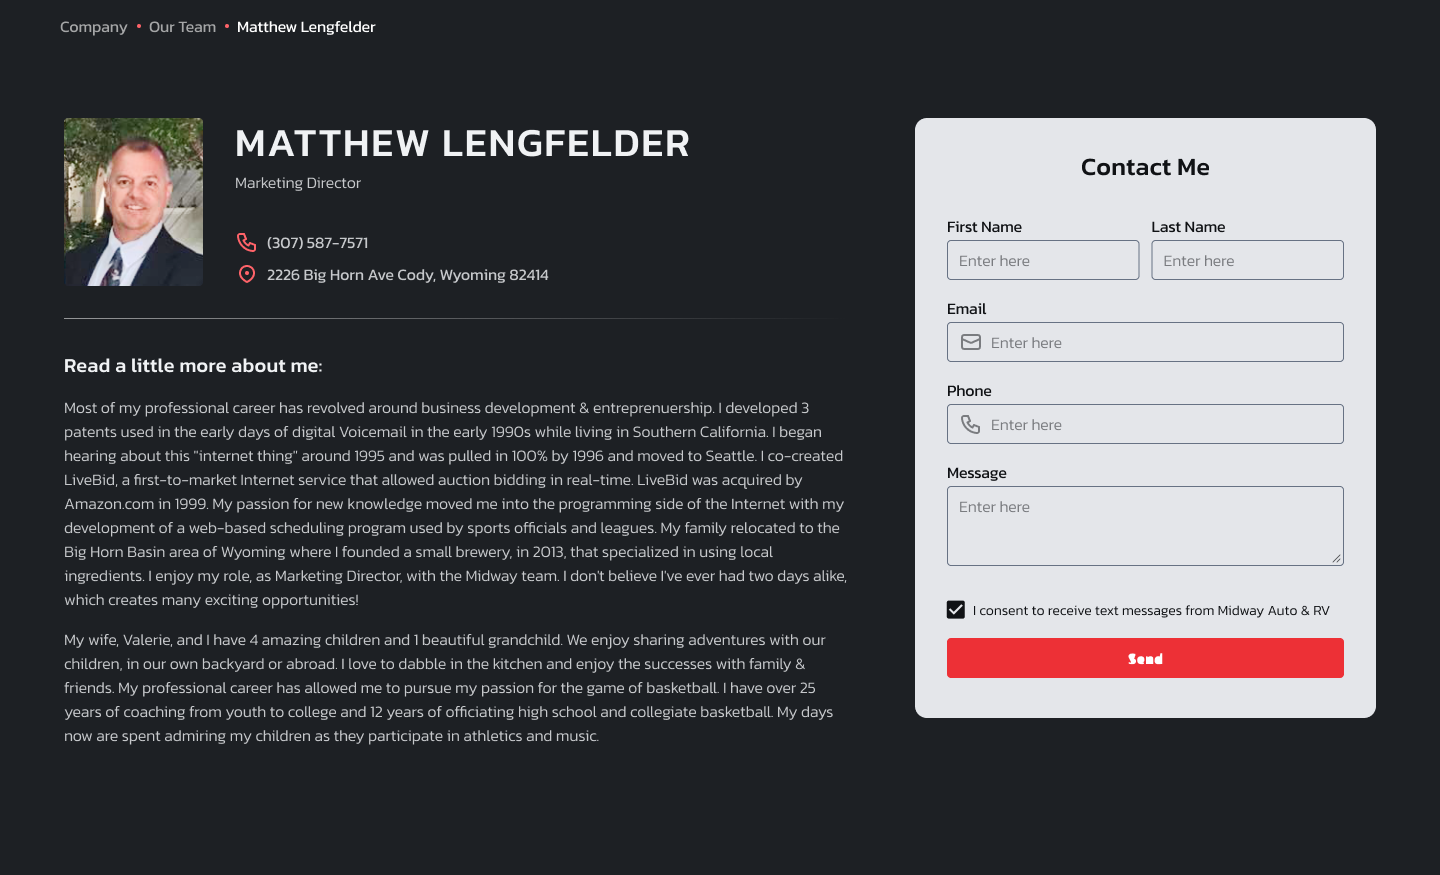 Company • Our Team • Matthew Lengfelder
MATTHEW LENGFELDER
Marketing Director
(307) 587-7571
2226 Big Horn Ave Cody, Wyoming 82414
Read a little more about me:
Most of my professional career has revolved around business development & entreprenuership. I developed 3
patents used in the early days of digital Voicemail in the early 1990s while living in Southern California. I began
hearing about this "internet thing" around 1995 and was pulled in 100% by 1996 and moved to Seattle. I co-created
LiveBid, a first-to-market Internet service that allowed auction bidding in real-time. LiveBid was acquired by
Amazon.com in 1999. My passion for new knowledge moved me into the programming side of the Internet with my
development of a web-based scheduling program used by sports officials and leagues. My family relocated to the
Big Horn Basin area of Wyoming where I founded a small brewery, in 2013, that specialized in using local
ingredients. I enjoy my role, as Marketing Director, with the Midway team. I don't believe I've ever had two days alike,
which creates many exciting opportunities!
My wife, Valerie, and I have 4 amazing children and 1 beautiful grandchild. We enjoy sharing adventures with our
children, in our own backyard or abroad. I love to dabble in the kitchen and enjoy the successes with family &
friends. My professional career has allowed me to pursue my passion for the game of basketball. I have over 25
years of coaching from youth to college and 12 years of officiating high school and collegiate basketball. My days
now are spent admiring my children as they participate in athletics and music.
Contact Me
First Name Last Name
Enter here Enter here
Email
Enter here
Phone
Enter here
Message
Enter here
I consent to receive text messages from Midway Auto & RV
Send